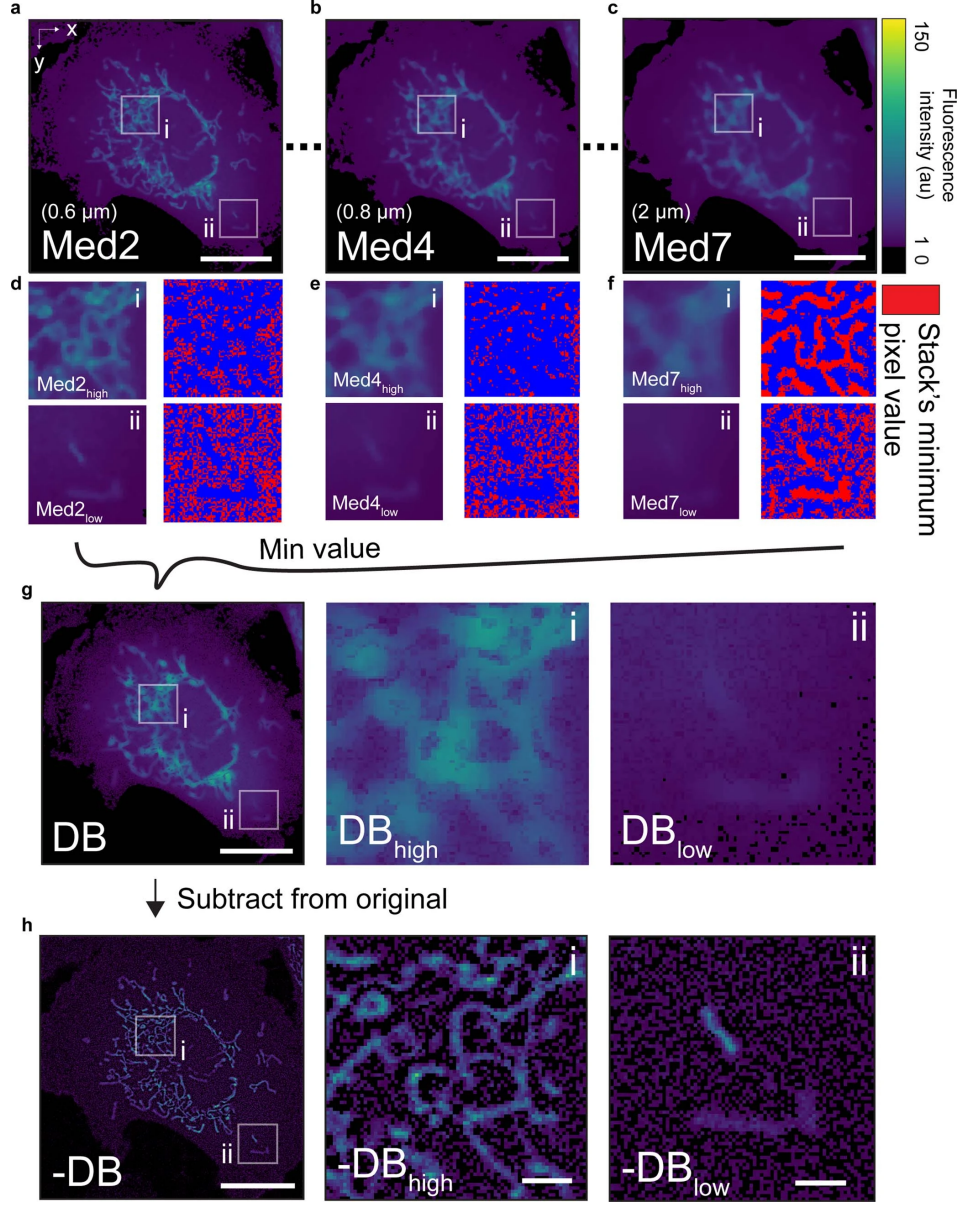 a
b
c
x
y
i
ii
(0.6 µm)
Med2
i
ii
(0.8 µm)
Med4
i
ii
(2 µm)
Med7
150
1
0
Fluorescence
intensity (au)
d
i
Med2high
ii
Med2low
e
i
Med4high
ii
Med4low
f
i
Med7high
ii
Med7low
Stack's minimum
pixel value
Min value
g
i
ii
DB
i
DBhigh
ii
DBlow
Subtract from original
h
i
ii
-DB
i
-DBhigh
ii
-DBlow